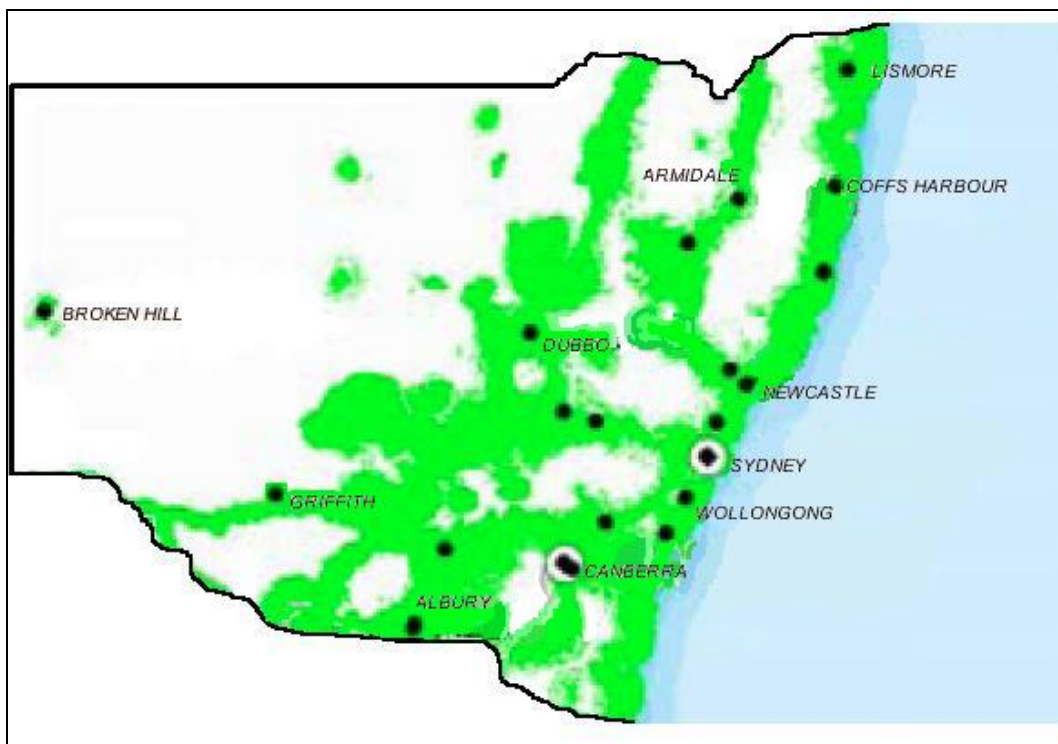 LISMORE
ARMIDALE
COFFS HARBOUR
BROKEN HILL
DUBBO
NEWCASTLE
SYDNEY
GRIFFITH
WOLLONGONG
CANBERRA
ALBURY